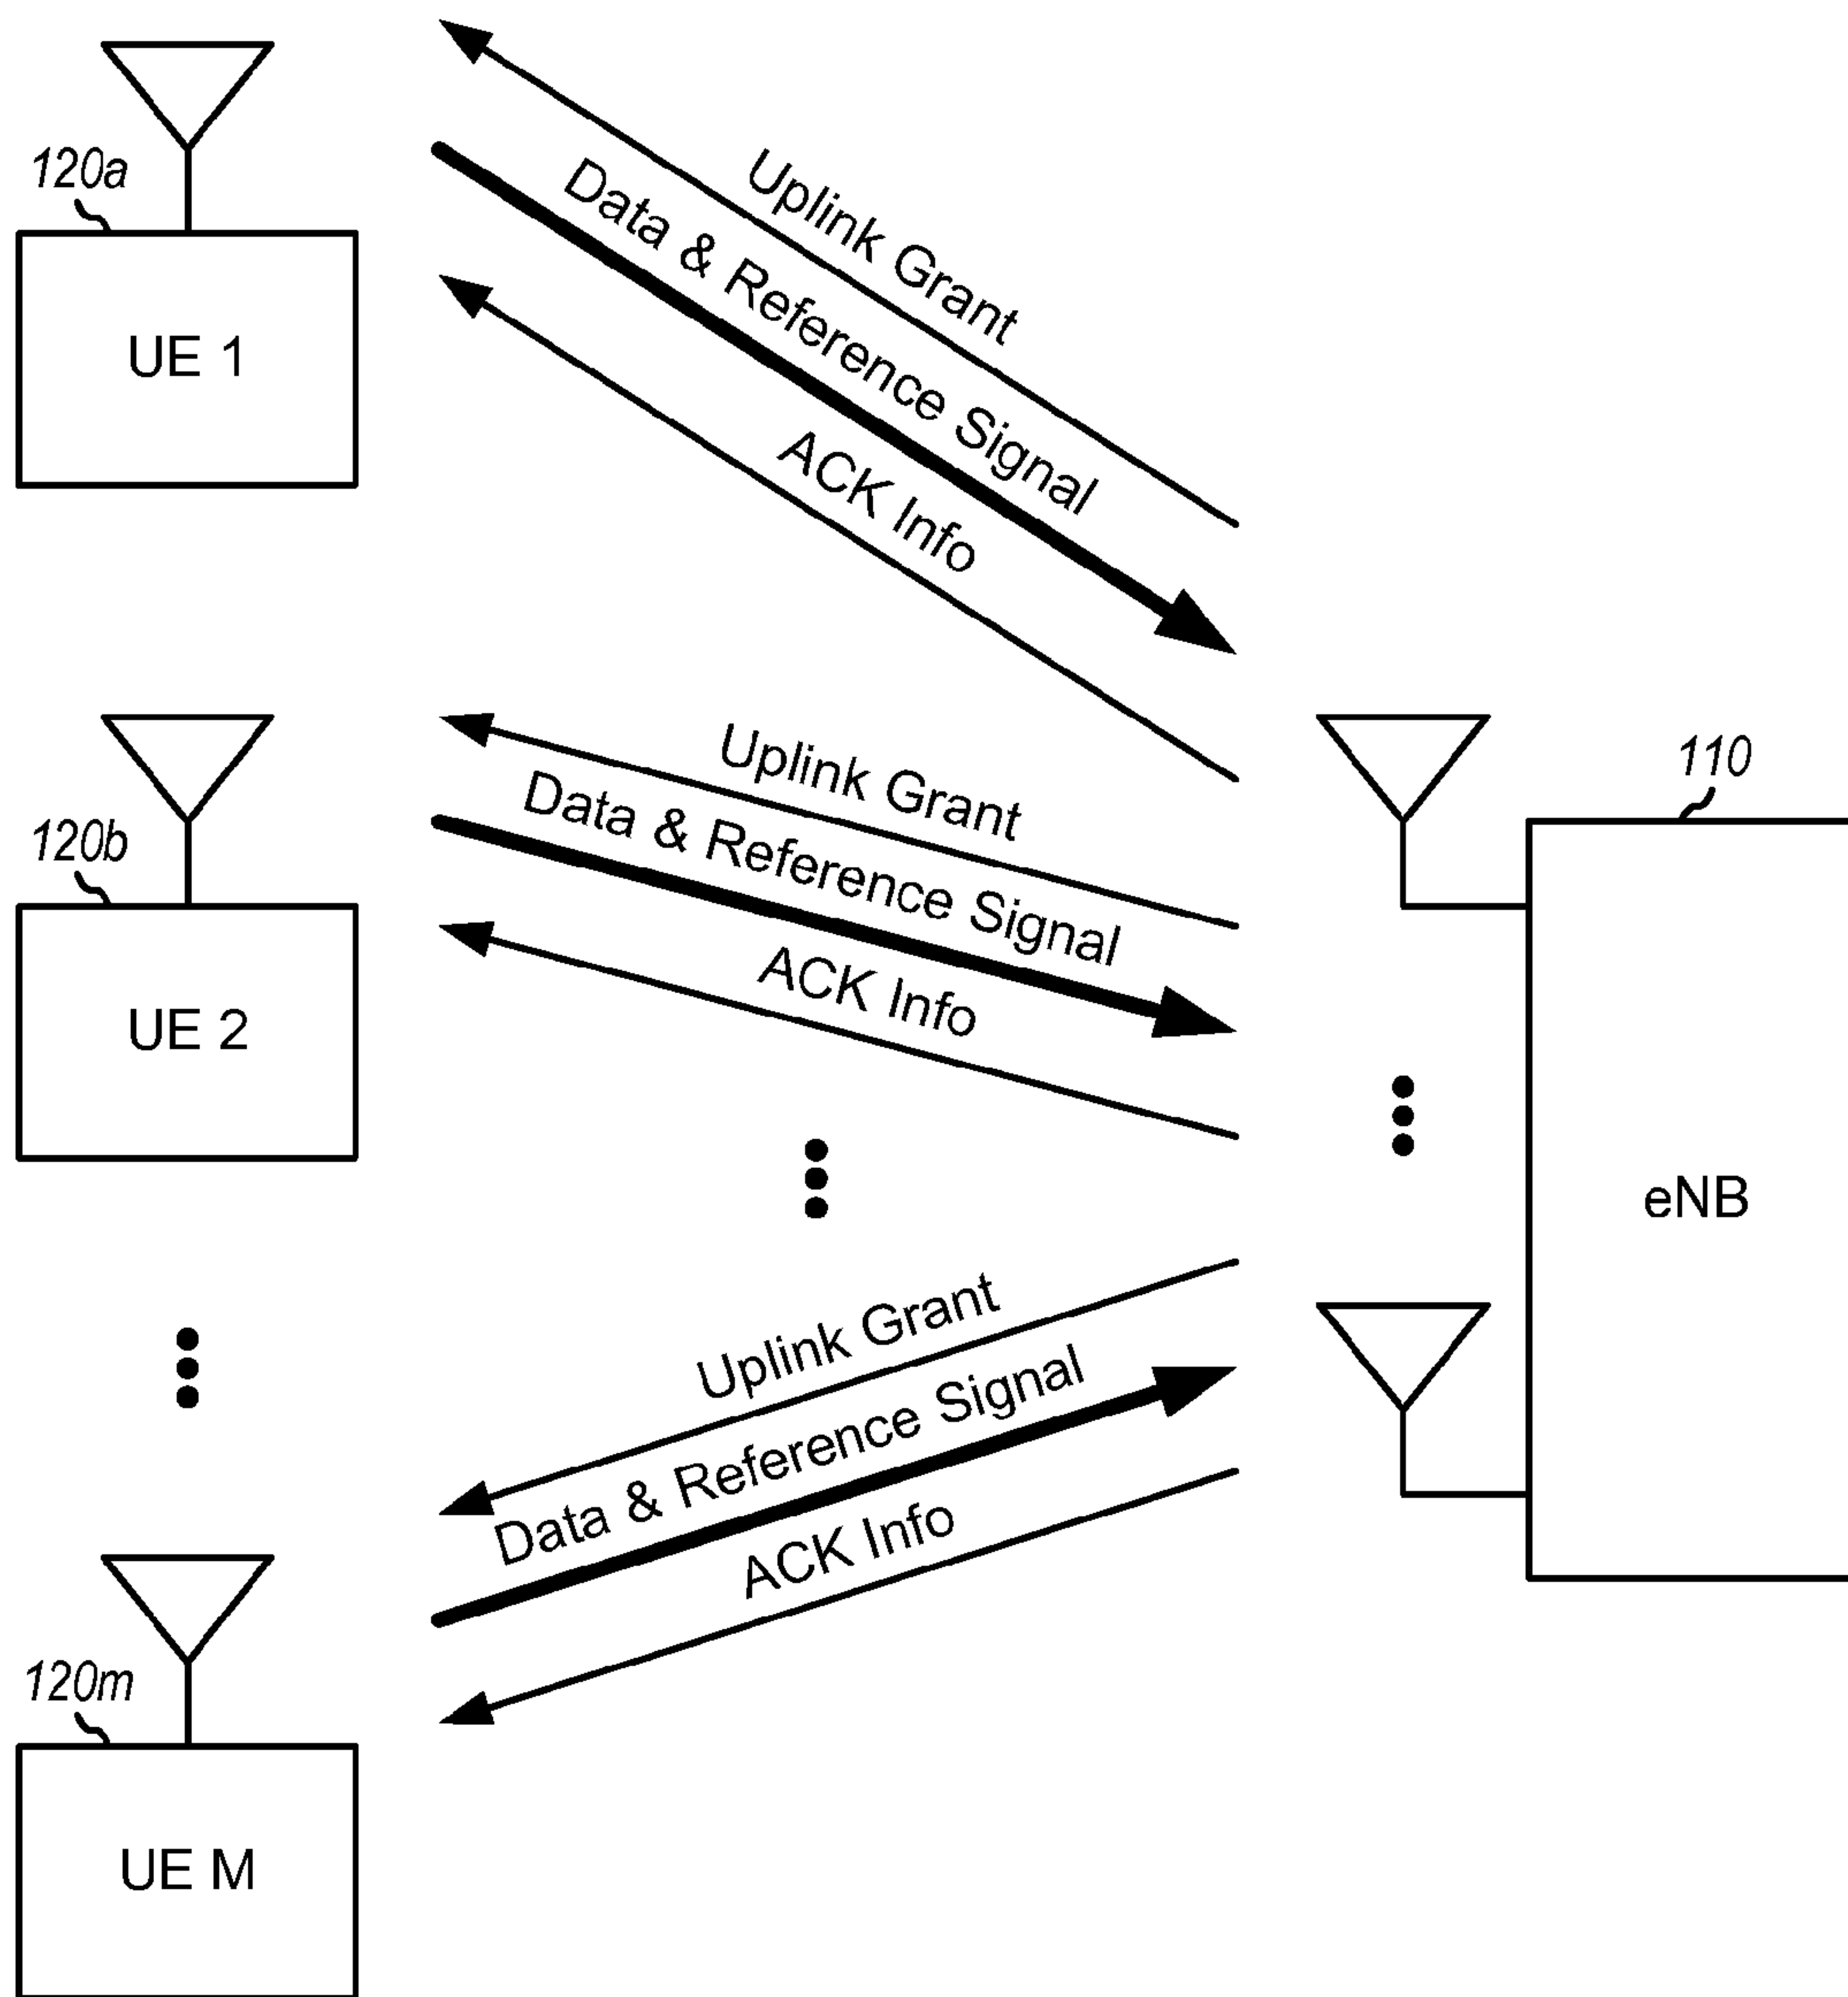 120a
UE 1
Uplink Grant
Data & Reference Signal
ACK Info
120b
UE 2
Uplink Grant
Data & Reference Signal
ACK Info
110
eNB
Uplink Grant
Data & Reference Signal
ACK Info
120m
UE M